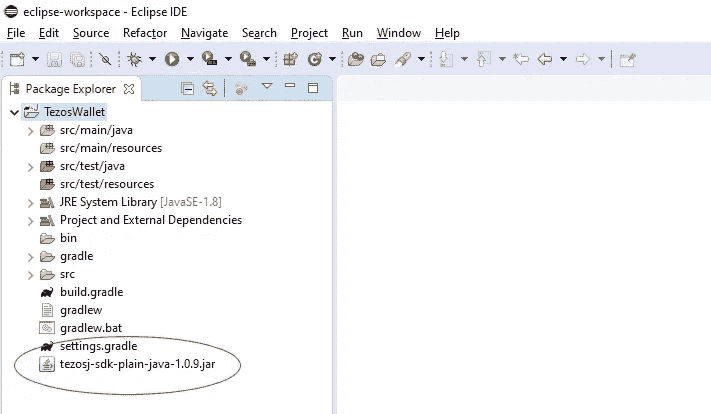 eclipse-workspace - Eclipse IDE
File Edit Source Refactor Navigate Search Project Run Window Help
Package Explorer
TezosWallet
src/main/java
src/main/resources
src/test/java
src/test/resources
JRE System Library [JavaSE-1.8]
Project and External Dependencies
bin
gradle
src
build.gradle
gradlew
gradlew.bat
settings.gradle
tezosj-sdk-plain-java-1.0.9.jar